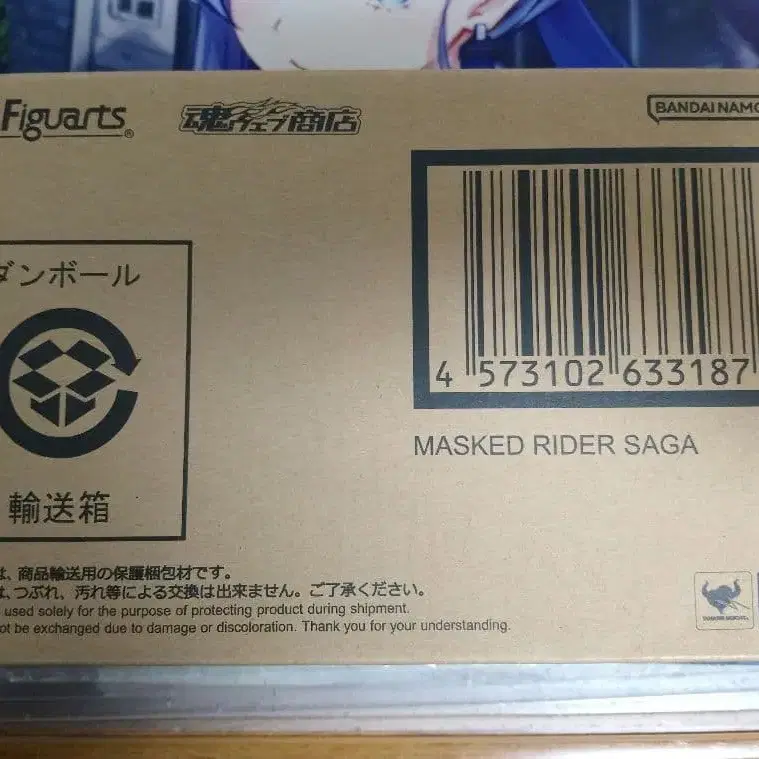 Figuarts®
魂ウェブ商店
BANDAI NAMCO
ダンボール
輸送箱
4 573102 633187
MASKED RIDER SAGA
は、商品輸送用の保護梱包材です。
は、つぶれ、汚れ等による交換は出来ません。ご了承ください。
used solely for the purpose of protecting product during shipment.
ot be exchanged due to damage or discoloration. Thank you for your understanding.